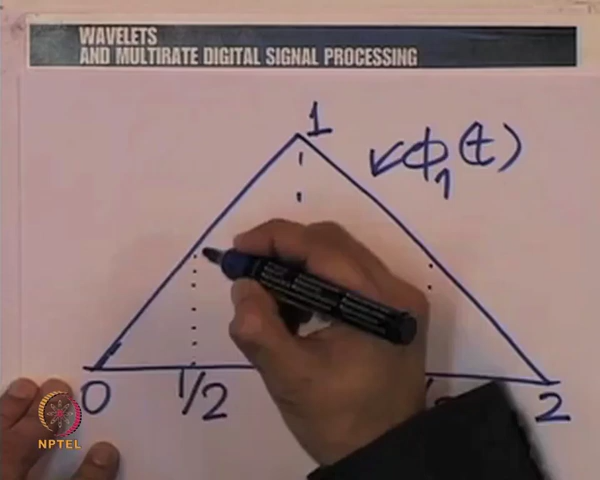 WAVELETS
AND MULTIRATE DIGITAL SIGNAL PROCESSING
1
ϕ₁(t)
0
1/2
2
NPTEL